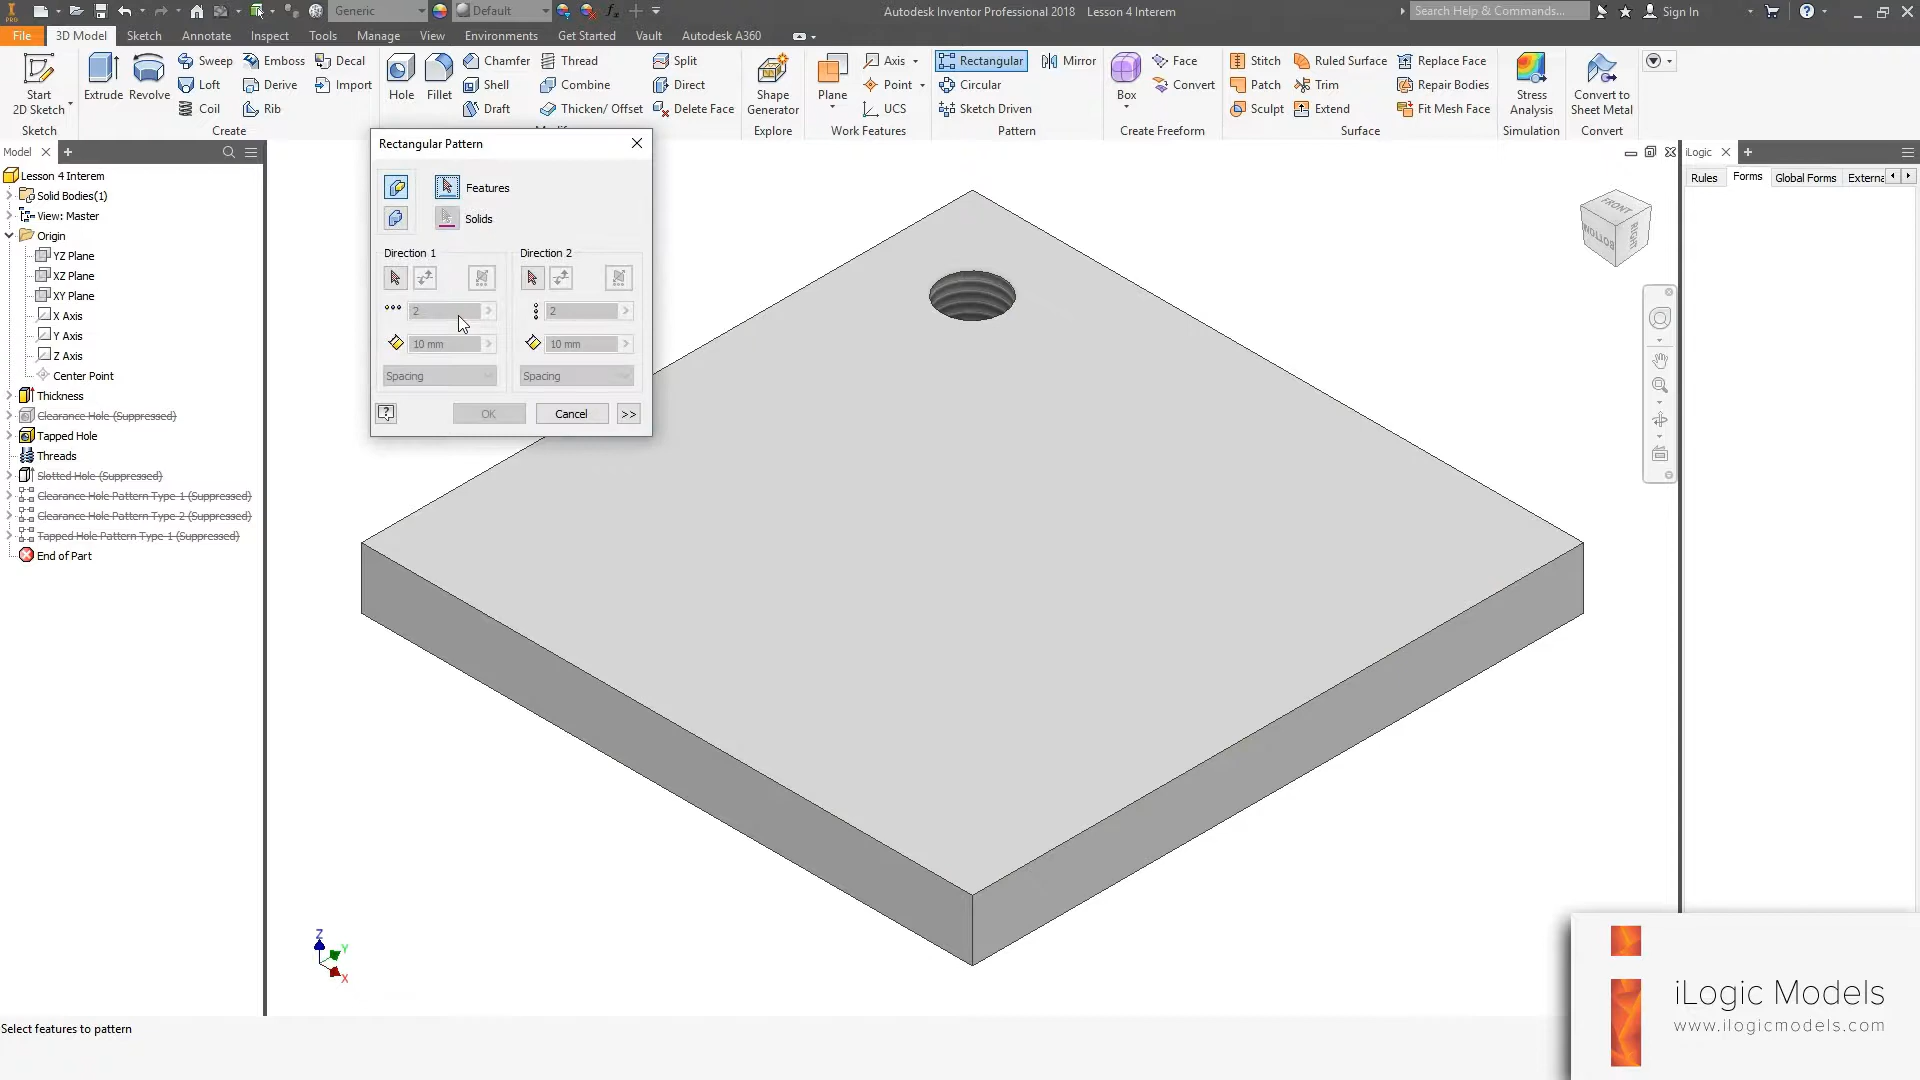 Generic
Default
Autodesk Inventor Professional 2018 Lesson 4 Interem
Search Help & Commands...
Sign In
PRO
File
3D Model
Sketch
Annotate
Inspect
Tools
Manage
View
Environments
Get Started
Vault
Autodesk A360
Start
2D Sketch
Sketch
Extrude
Revolve
Sweep
Loft
Coil
Emboss
Derive
Rib
Decal
Import
Create
Hole
Fillet
Chamfer
Shell
Draft
Thread
Combine
Thicken/ Offset
Split
Direct
Delete Face
Shape
Generator
Explore
Plane
Axis
Point
UCS
Work Features
Rectangular
Circular
Sketch Driven
Mirror
Pattern
Box
Face
Convert
Create Freeform
Stitch
Patch
Sculpt
Ruled Surface
Trim
Extend
Replace Face
Repair Bodies
Fit Mesh Face
Surface
Stress
Analysis
Simulation
Convert to
Sheet Metal
Convert
Model
Lesson 4 Interem
Solid Bodies(1)
View: Master
Origin
YZ Plane
XZ Plane
XY Plane
X Axis
Y Axis
Z Axis
Center Point
Thickness
Clearance Hole (Suppressed)
Tapped Hole
Threads
Slotted Hole (Suppressed)
Clearance Hole Pattern Type 1 (Suppressed)
Clearance Hole Pattern Type 2 (Suppressed)
Tapped Hole Pattern Type 1 (Suppressed)
End of Part
Rectangular Pattern
Features
Solids
Direction 1
Direction 2
2
2
10 mm
10 mm
Spacing
Spacing
OK
Cancel
>>
FRONT
BOTTOM
RIGHT
iLogic
Rules
Forms
Global Forms
Externa
Z
Y
X
Select features to pattern
iLogic Models
www.ilogicmodels.com